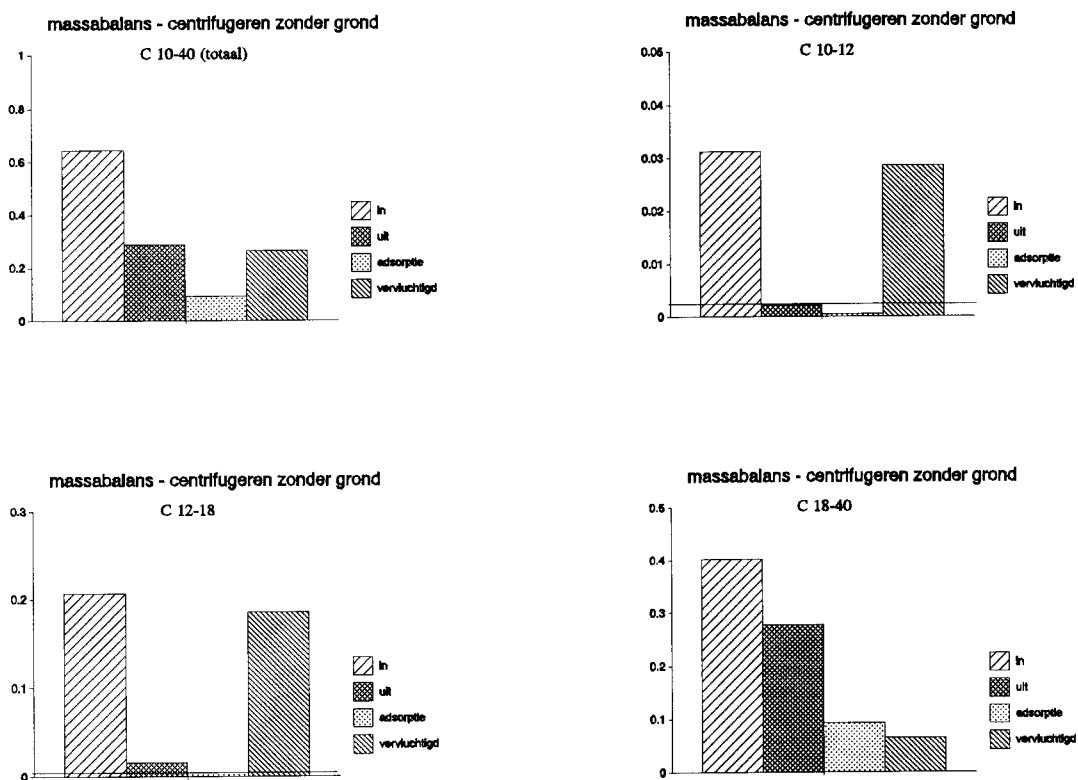 massabalans - centrifugeren zonder grond
C 10-40 (totaal)
1
0.8
0.6
0.4
0.2
0
in
uit
adsorptie
vervluchtigd
massabalans - centrifugeren zonder grond
C 10-12
0.05
0.04
0.03
0.02
0.01
0
in
uit
adsorptie
vervluchtigd
massabalans - centrifugeren zonder grond
C 12-18
0.3
0.2
0.1
0
in
uit
adsorptie
vervluchtigd
massabalans - centrifugeren zonder grond
C 18-40
0.5
0.4
0.3
0.2
0.1
0
in
uit
adsorptie
vervluchtigd